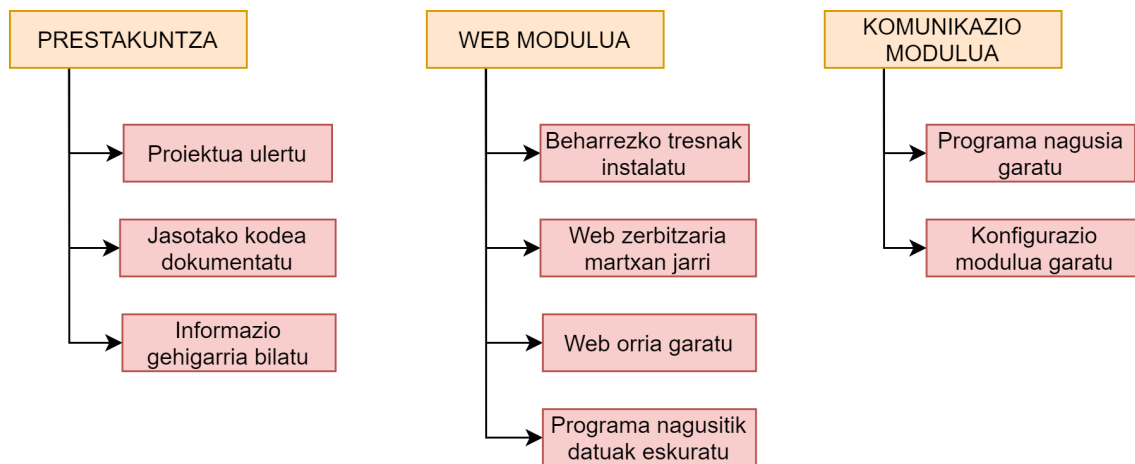 PRESTAKUNTZA
Proiektua ulertu
Jasotako kodea
dokumentatu
Informazio
gehigarria bilatu
WEB MODULUA
Beharrezko tresnak
instalatu
Web zerbitzaria
martxan jarri
Web orria garatu
Programa nagusitik
datuak eskuratu
KOMUNIKAZIO
MODULUA
Programa nagusia
garatu
Konfigurazio
modulua garatu